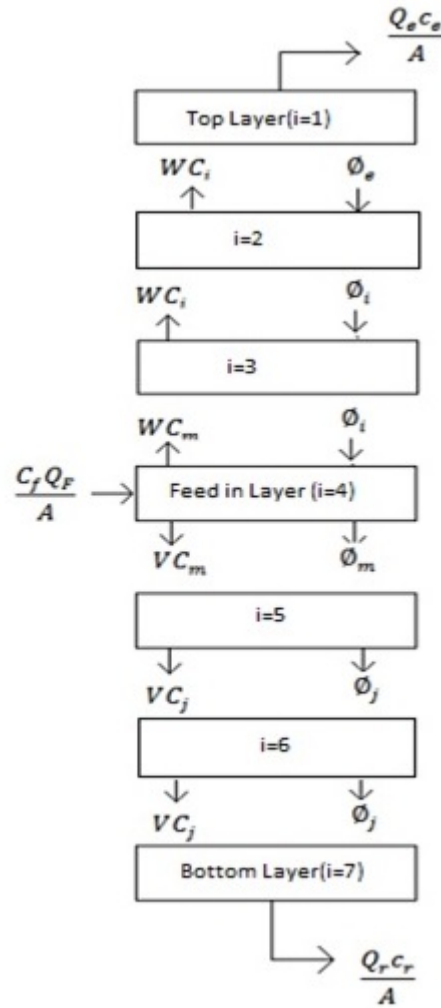 Q_e c_e
A
Top Layer(i=1)
WC_i Ø_e
i=2
WC_i Ø_i
i=3
WC_m Ø_i
C_f Q_F
A
Feed in Layer (i=4)
VC_m Ø_m
i=5
VC_j Ø_j
i=6
VC_j Ø_j
Bottom Layer(i=7)
Q_r c_r
A